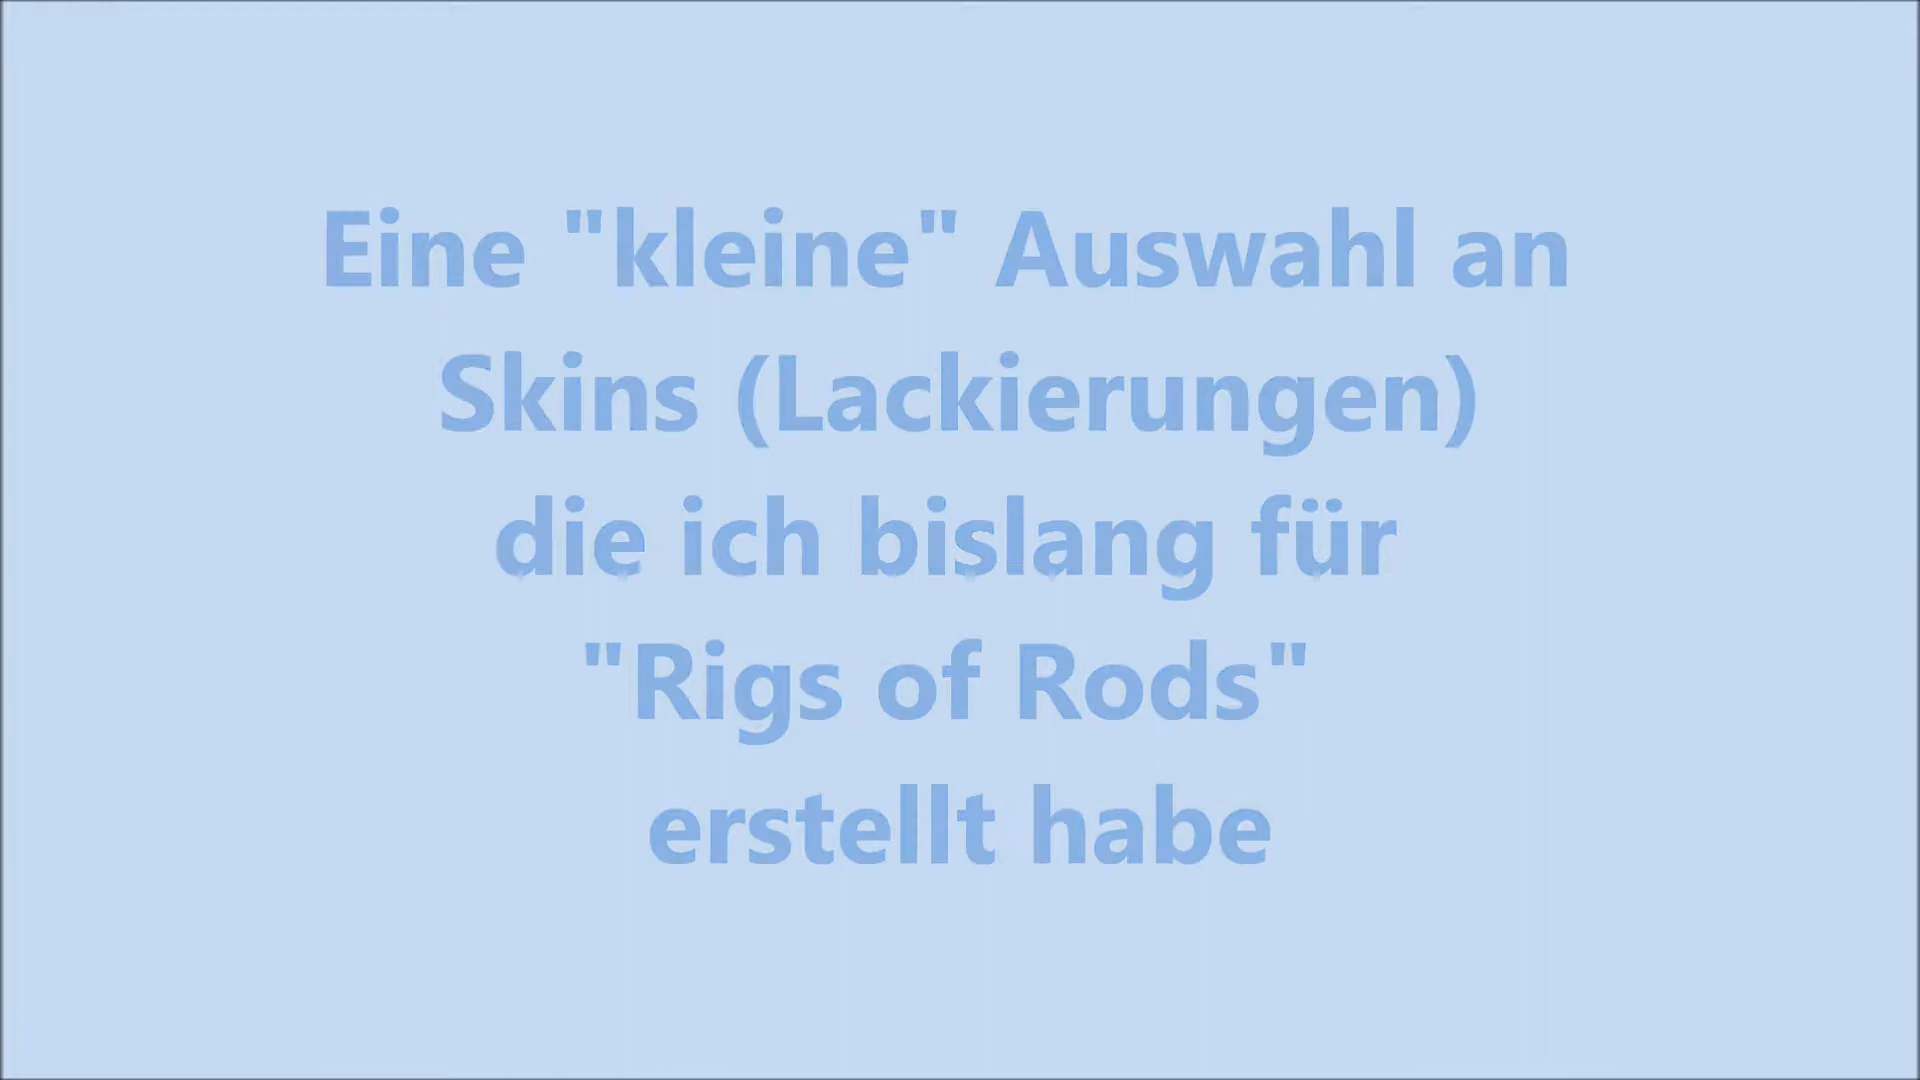 Eine "kleine" Auswahl an
Skins (Lackierungen)
die ich bislang für
"Rigs of Rods"
erstellt habe